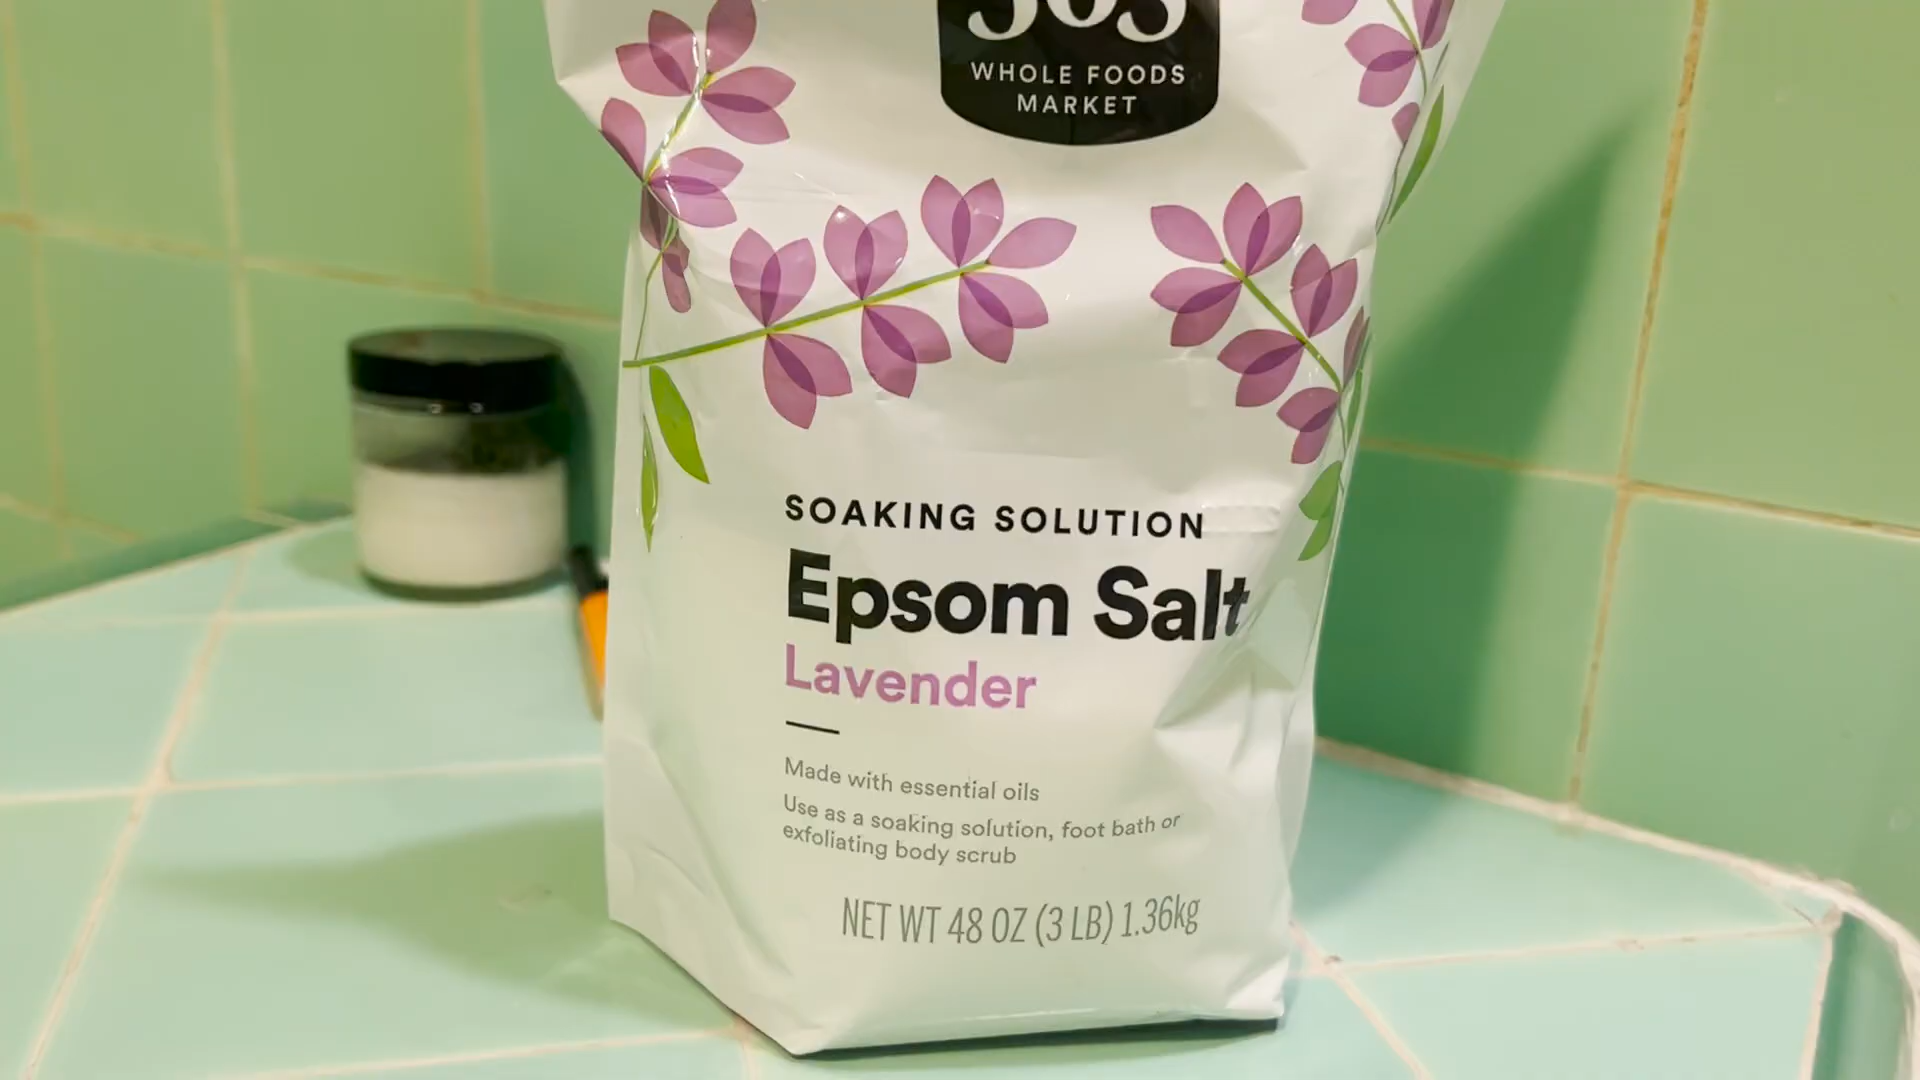 365
WHOLE FOODS
MARKET
SOAKING SOLUTION
Epsom Salt
Lavender
Made with essential oils
Use as a soaking solution, foot bath or
exfoliating body scrub
NET WT 48 OZ (3 LB) 1.36kg